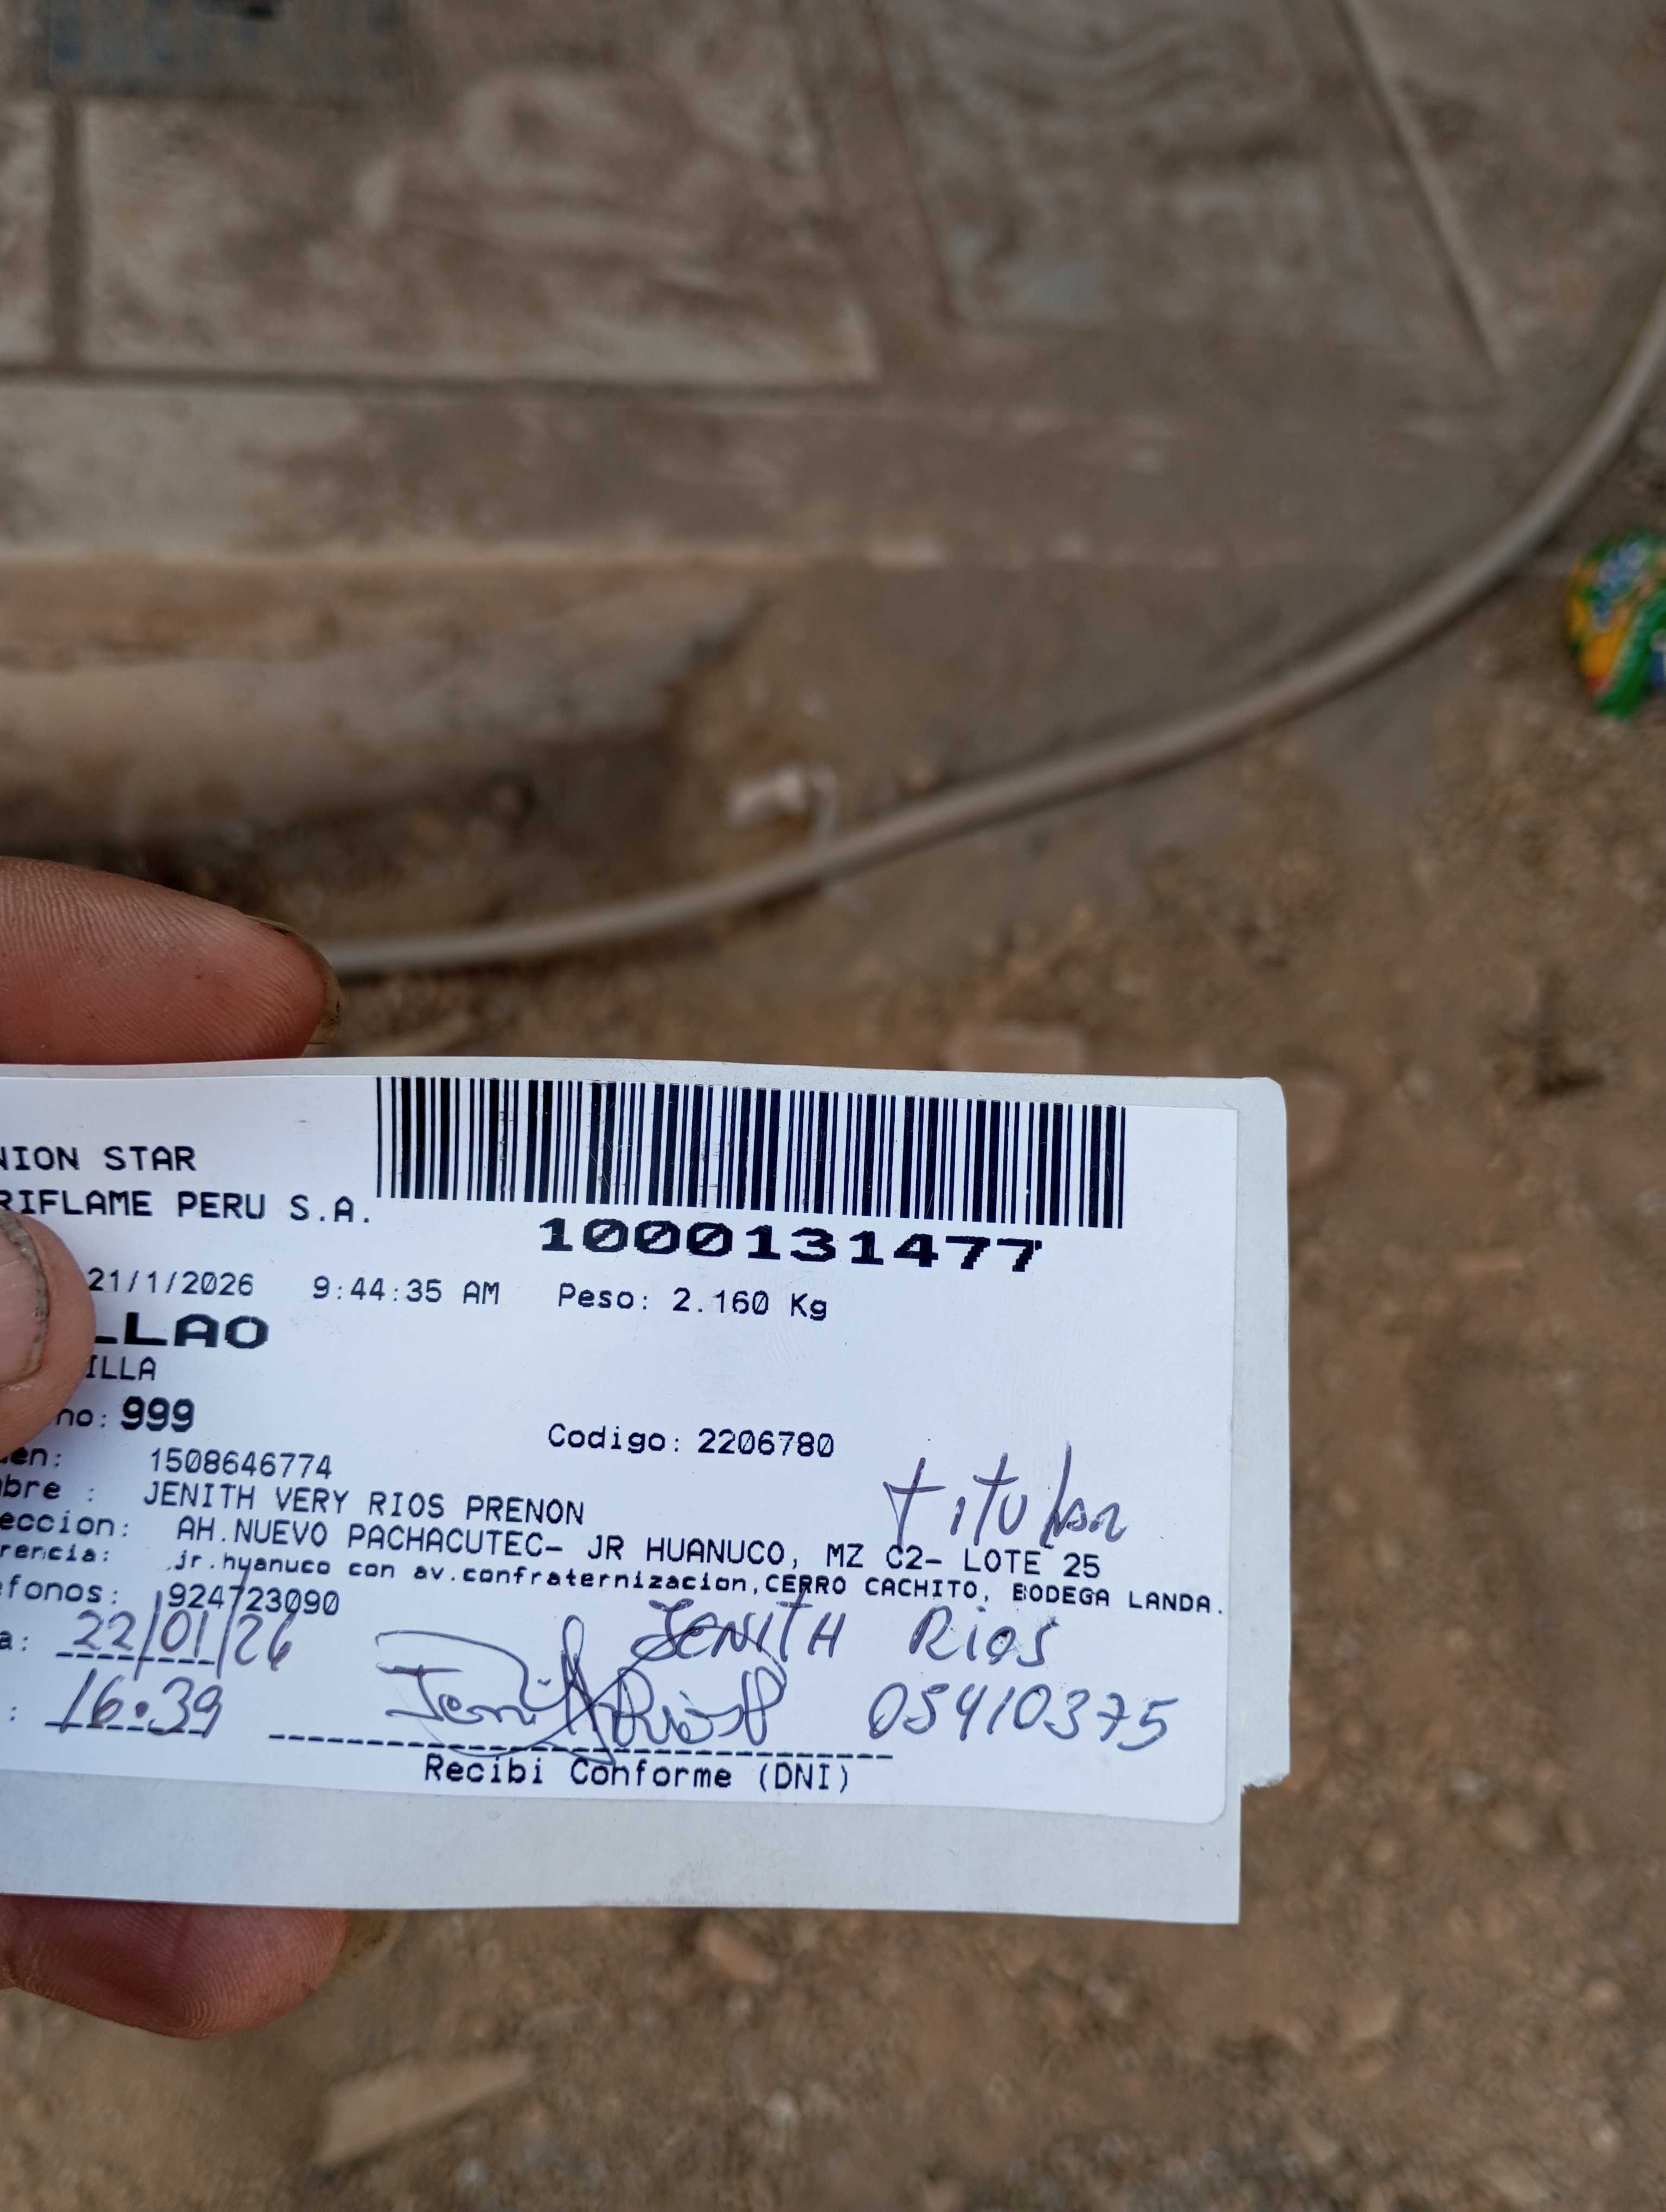 NION STAR
RIFLAME PERU S.A.
1000131477
21/1/2026 9:44:35 AM Peso: 2.160 Kg
LLAO
ILLA
no: 999
Codigo: 2206780
en: 1508646774
titular
bre : JENITH VERY RIOS PRENON
eccion: AH.NUEVO PACHACUTEC- JR HUANUCO, MZ C2- LOTE 25
rencia: jr.huanuco con av.confraternizacion,CERRO CACHITO, BODEGA LANDA.
efonos: 924723090
a: 22/01/26 JENITH Rios
: 16:39 Jenith Rios P 05410375
Recibi Conforme (DNI)